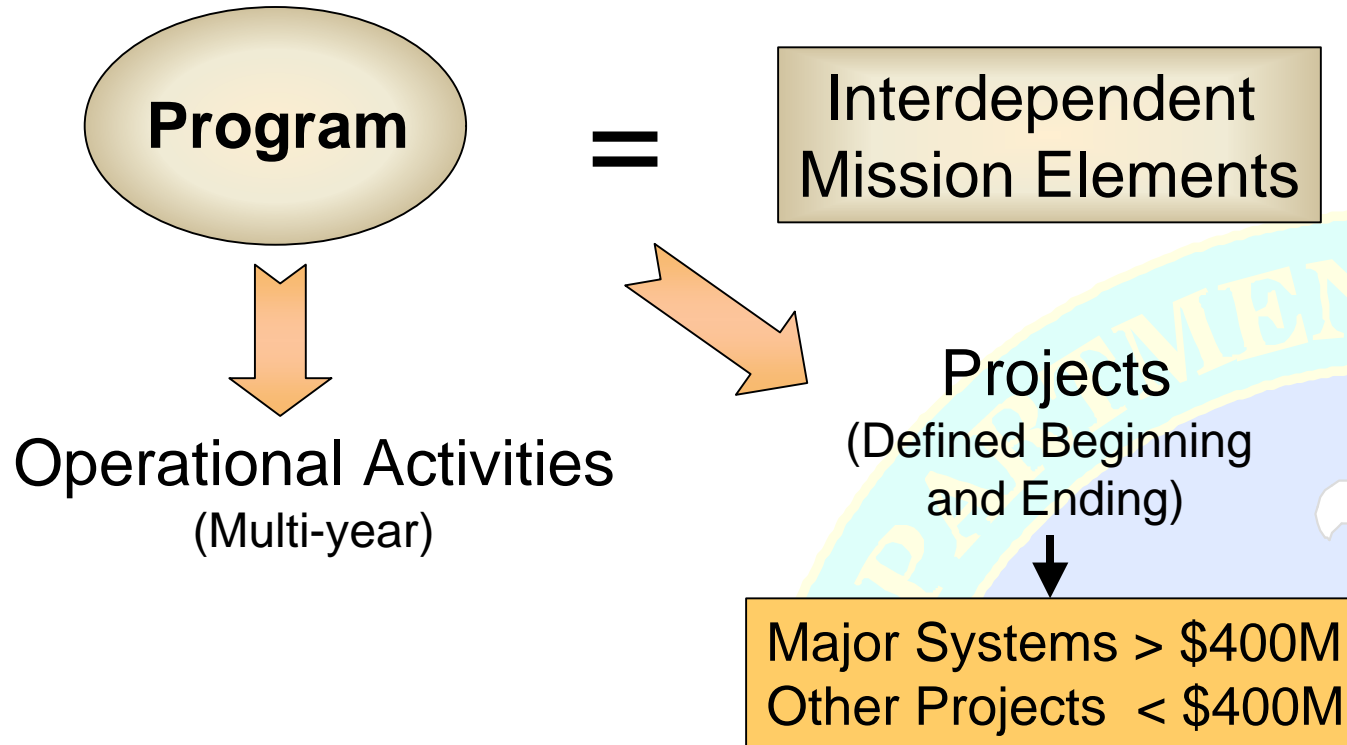 Program
=
Interdependent
Mission Elements
Operational Activities
(Multi-year)
Projects
(Defined Beginning
and Ending)
Major Systems > $400M
Other Projects < $400M
PARTMEN